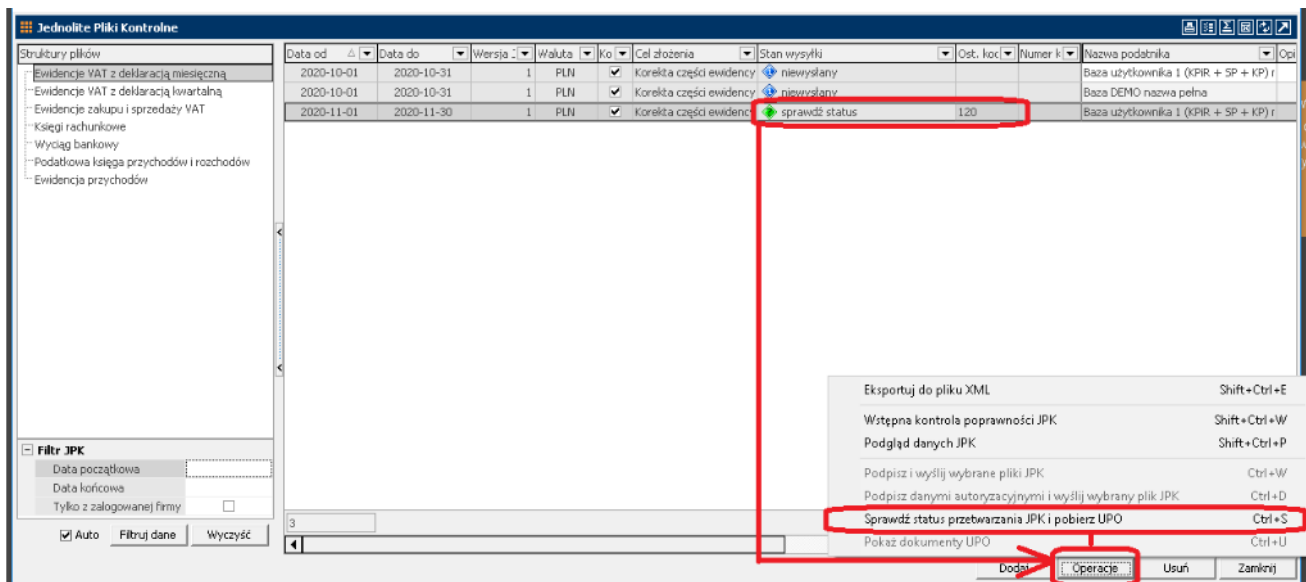 Jednolite Pliki Kontrolne
Struktury plików
Ewidencje VAT z deklaracją miesięczną
Ewidencje VAT z deklaracją kwartalną
Ewidencje zakupu i sprzedaży VAT
Księgi rachunkowe
Wyciąg bankowy
Podatkowa księga przychodów i rozchodów
Ewidencja przychodów
Data od Data do Wersja Waluta Ko Cel złożenia Stan wysyłki Ost. koc Numer k Nazwa podatnika Opi
2020-10-01 2020-10-31 1 PLN Korekta części ewidency niewysłany Baza użytkownika 1 (KPiR + SP + KP) r
2020-10-01 2020-10-31 1 PLN Korekta części ewidency niewysłany Baza DEMO nazwa pełna
2020-11-01 2020-11-30 1 PLN Korekta części ewidenc sprawdź status 120 Baza użytkownika 1 (KPiR + SP + KP) r
Filtr JPK
Data początkowa
Data końcowa
Tylko z zalogowanej firmy
Auto Filtruj dane Wyczyść
3
Eksportuj do pliku XML Shift+Ctrl+E
Wstępna kontrola poprawności JPK Shift+Ctrl+W
Podgląd danych JPK Shift+Ctrl+P
Podpisz i wyślij wybrane pliki JPK Ctrl+W
Podpisz danymi autoryzacyjnymi i wyślij wybrany plik JPK Ctrl+D
Sprawdź status przetwarzania JPK i pobierz UPO Ctrl+S
Pokaż dokumenty UPO Ctrl+U
Dodaj Operacje Usuń Zamknij